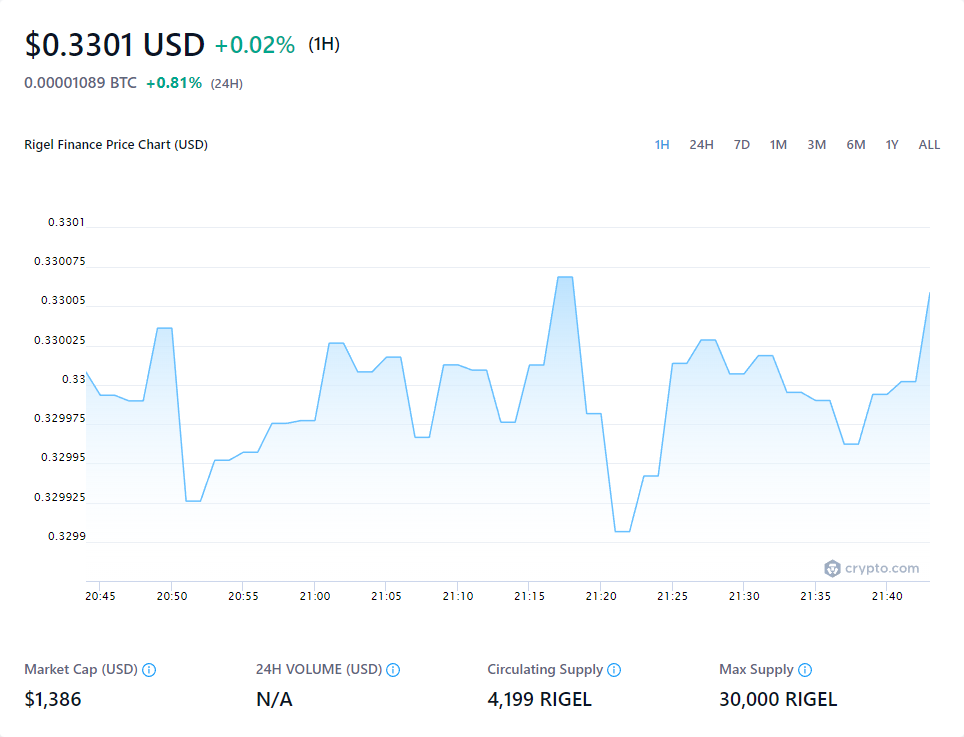 $0.3301 USD +0.02% (1H)
0.00001089 BTC +0.81% (24H)
Rigel Finance Price Chart (USD) 1H 24H 7D 1M 3M 6M 1Y ALL
0.3301
0.330075
0.33005
0.330025
0.33
0.329975
0.32995
0.329925
0.3299
crypto.com
20:45 20:50 20:55 21:00 21:05 21:10 21:15 21:20 21:25 21:30 21:35 21:40
Market Cap (USD) 24H VOLUME (USD) Circulating Supply Max Supply
$1,386 N/A 4,199 RIGEL 30,000 RIGEL